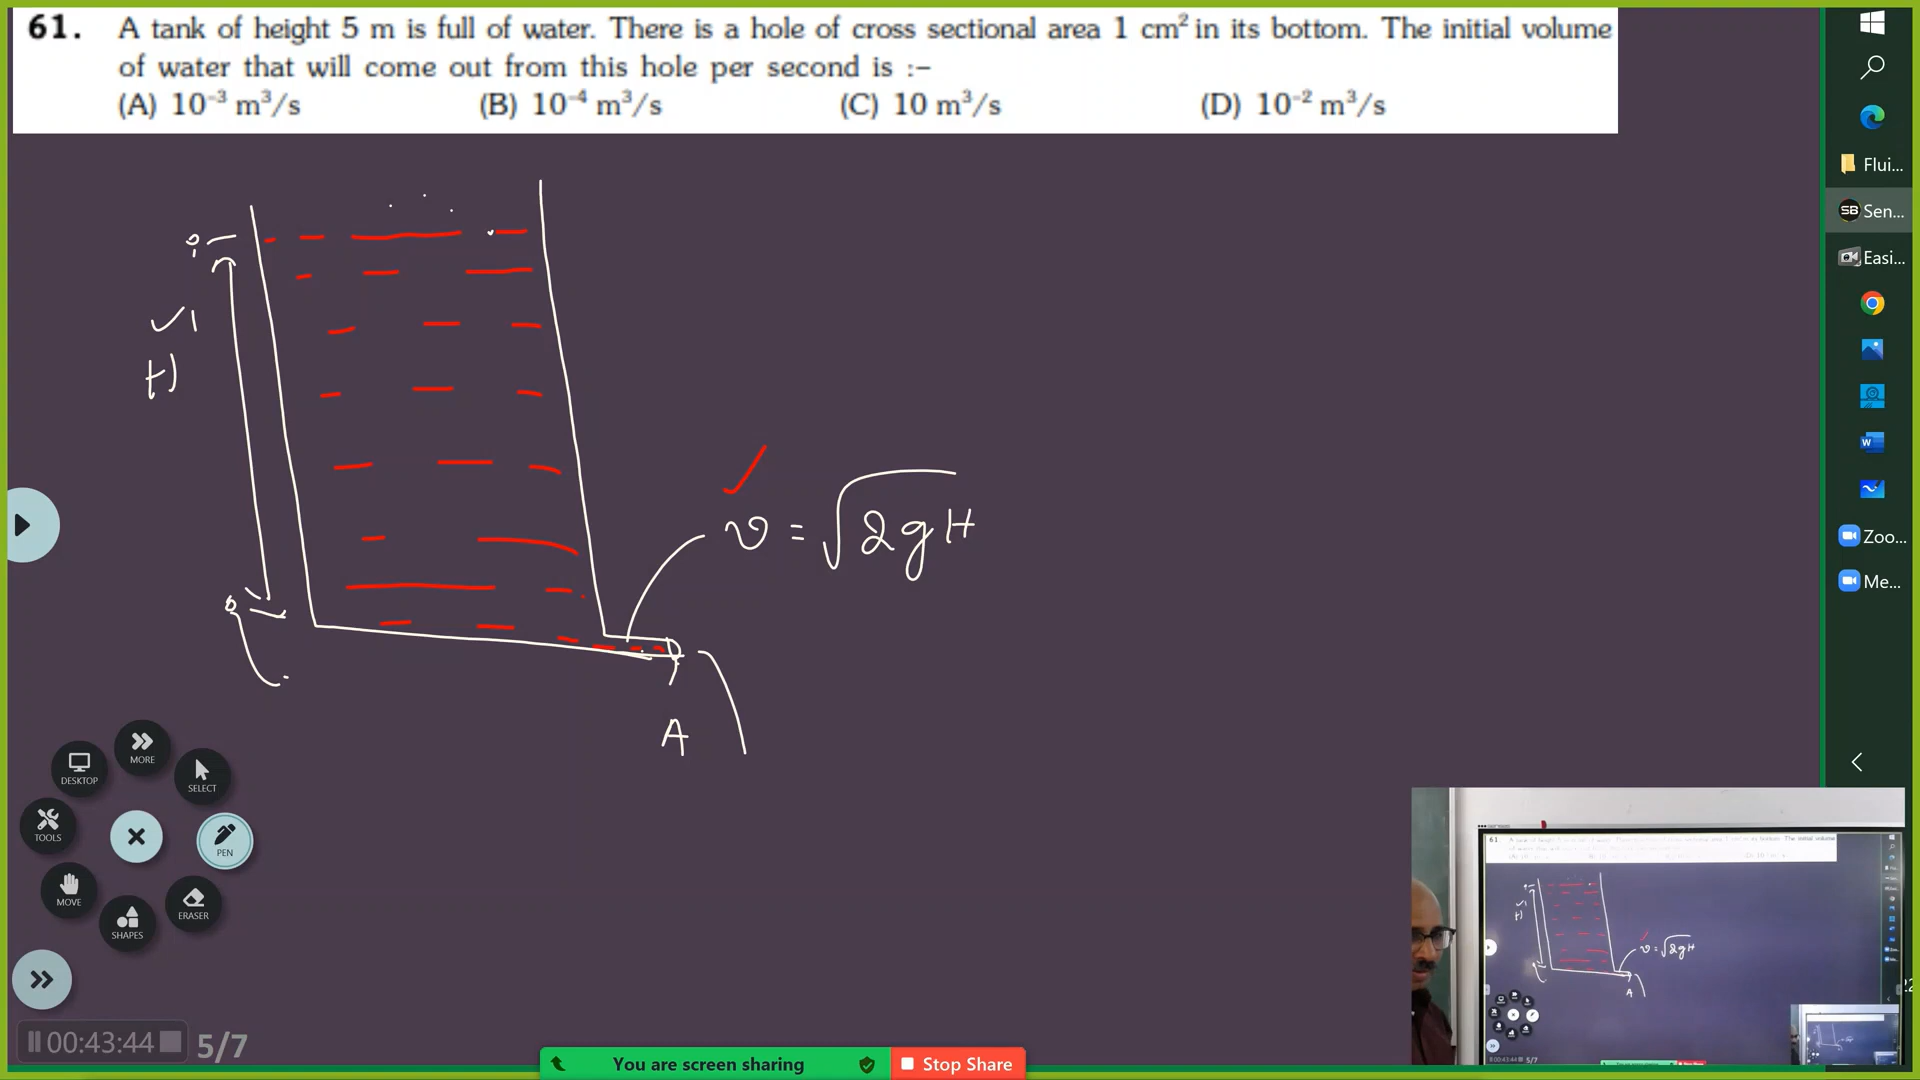 61. A tank of height 5 m is full of water. There is a hole of cross sectional area 1 cm² in its bottom. The initial volume
of water that will come out from this hole per second is :–
(A) 10⁻³ m³/s (B) 10⁻⁴ m³/s (C) 10 m³/s (D) 10⁻² m³/s
Flui...
Sen...
Easi...
Zoo...
Me...
H
v = √2gH
A
MORE
DESKTOP
SELECT
TOOLS
PEN
MOVE
ERASER
SHAPES
00:43:44 5/7
You are screen sharing
Stop Share